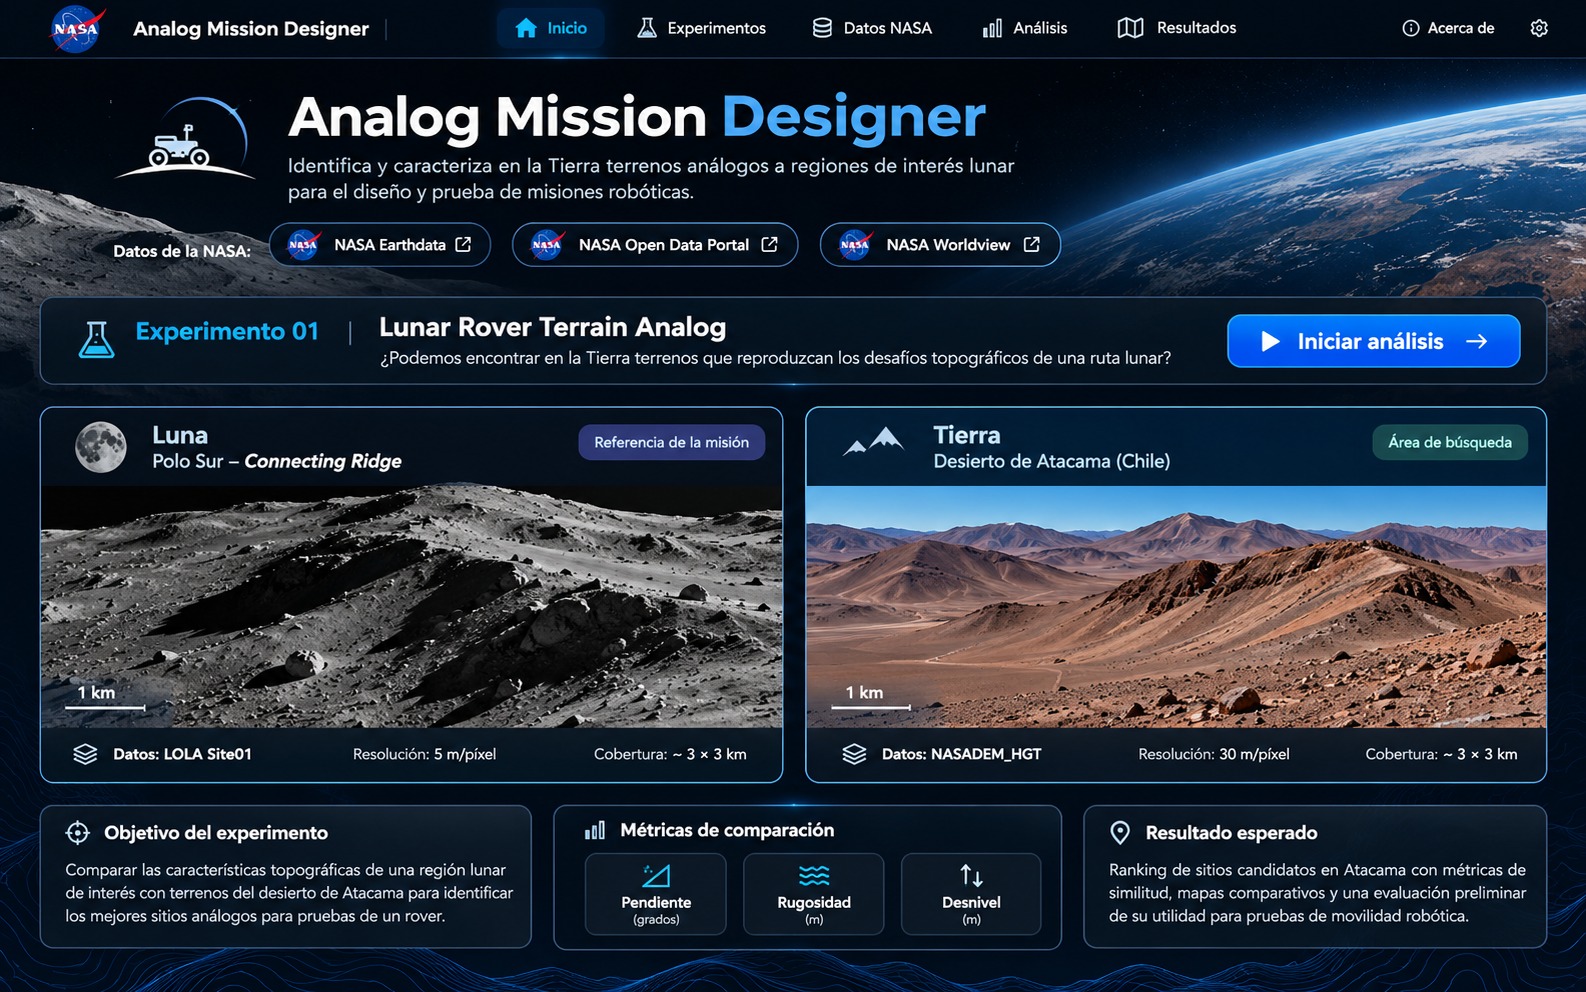 NASA
Analog Mission Designer
Inicio
Experimentos
Datos NASA
Análisis
Resultados
Acerca de
Analog Mission Designer
Identifica y caracteriza en la Tierra terrenos análogos a regiones de interés lunar
para el diseño y prueba de misiones robóticas.
Datos de la NASA:
NASA
NASA Earthdata
NASA
NASA Open Data Portal
NASA
NASA Worldview
Experimento 01
Lunar Rover Terrain Analog
¿Podemos encontrar en la Tierra terrenos que reproduzcan los desafíos topográficos de una ruta lunar?
Iniciar análisis
Luna
Polo Sur – Connecting Ridge
Referencia de la misión
1 km
Datos: LOLA Site01
Resolución: 5 m/píxel
Cobertura: ~ 3 × 3 km
Tierra
Desierto de Atacama (Chile)
Área de búsqueda
1 km
Datos: NASADEM_HGT
Resolución: 30 m/píxel
Cobertura: ~ 3 × 3 km
Objetivo del experimento
Comparar las características topográficas de una región lunar
de interés con terrenos del desierto de Atacama para identificar
los mejores sitios análogos para pruebas de un rover.
Métricas de comparación
Pendiente
(grados)
Rugosidad
(m)
Desnivel
(m)
Resultado esperado
Ranking de sitios candidatos en Atacama con métricas de
similitud, mapas comparativos y una evaluación preliminar
de su utilidad para pruebas de movilidad robótica.